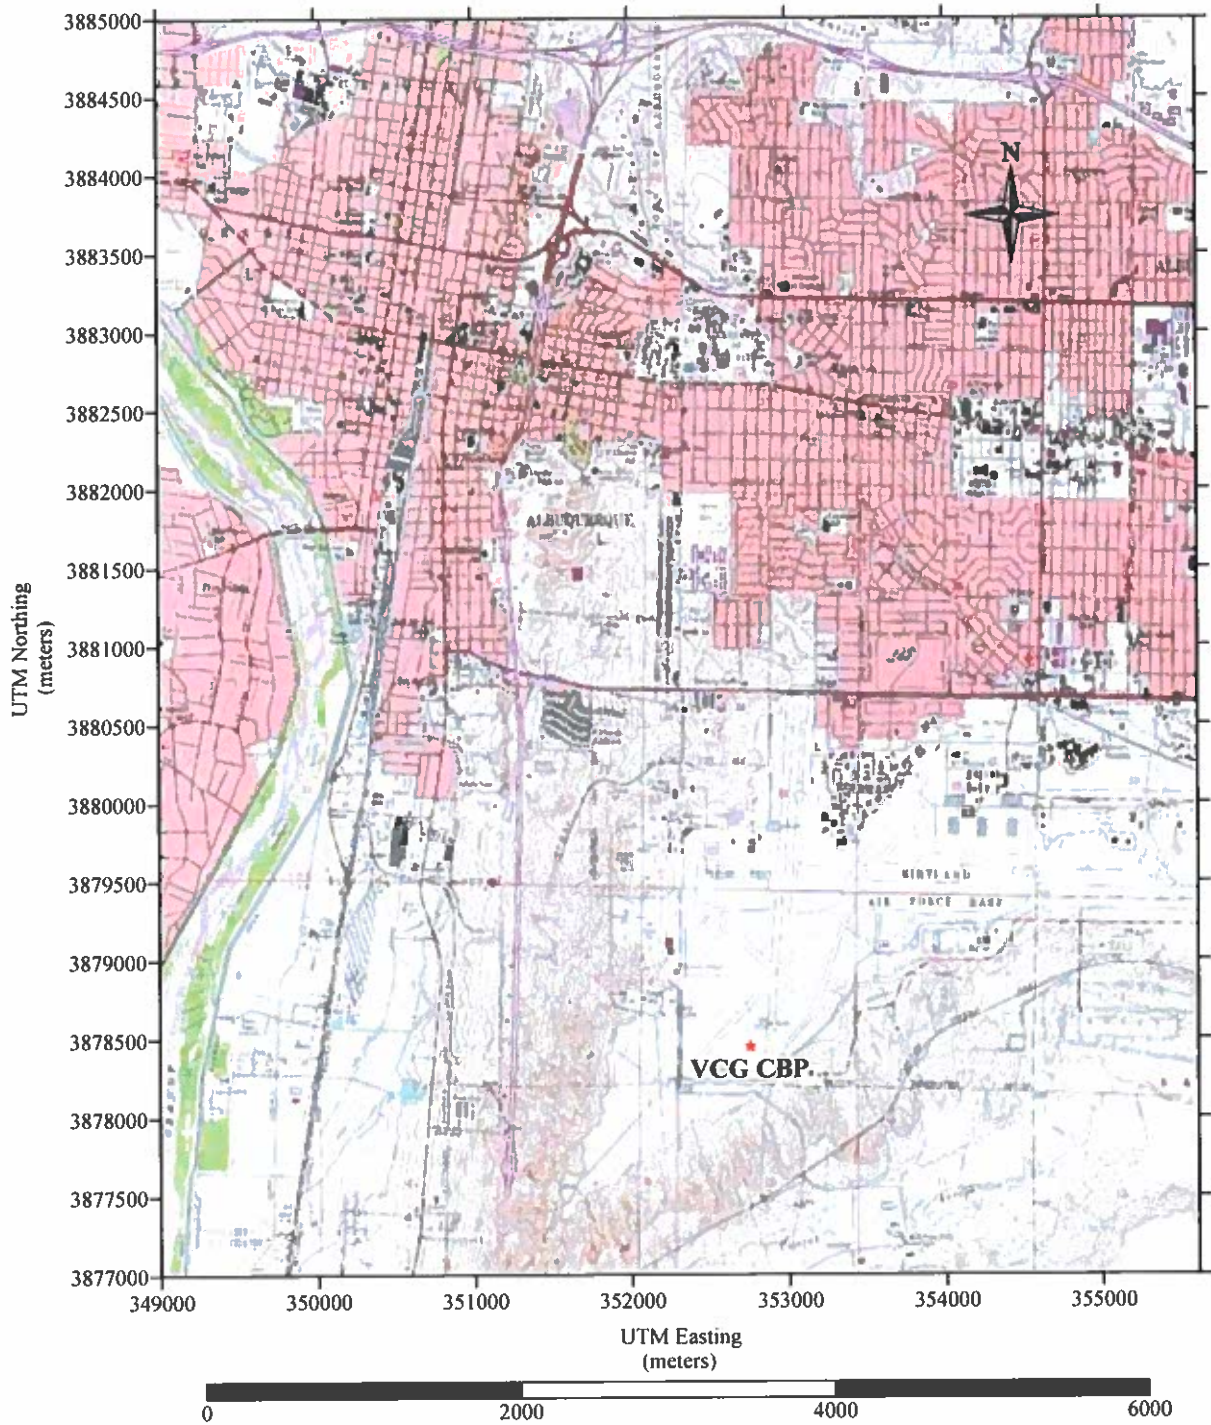 3885000
3884500
3884000
3883500
3883000
3882500
3882000
3881500
3881000
3880500
3880000
3879500
3879000
3878500
3878000
3877500
3877000
UTM Northing
(meters)
N
ALBUQUERQUE
KIRTLAND
AIR FORCE BASE
VCG CBP
349000 350000 351000 352000 353000 354000 355000
UTM Easting
(meters)
0 2000 4000 6000